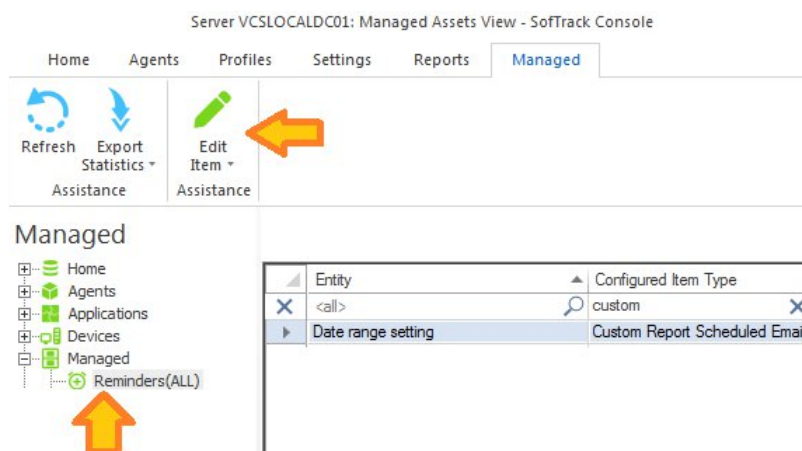 Server VCSLOCALDC01: Managed Assets View - SofTrack Console
Home Agents Profiles Settings Reports Managed
Refresh Export Statistics Edit Item
Assistance Assistance
Managed
Home
Agents
Applications
Devices
Managed
Reminders(ALL)
Entity Configured Item Type
<all> custom
Date range setting Custom Report Scheduled Emai